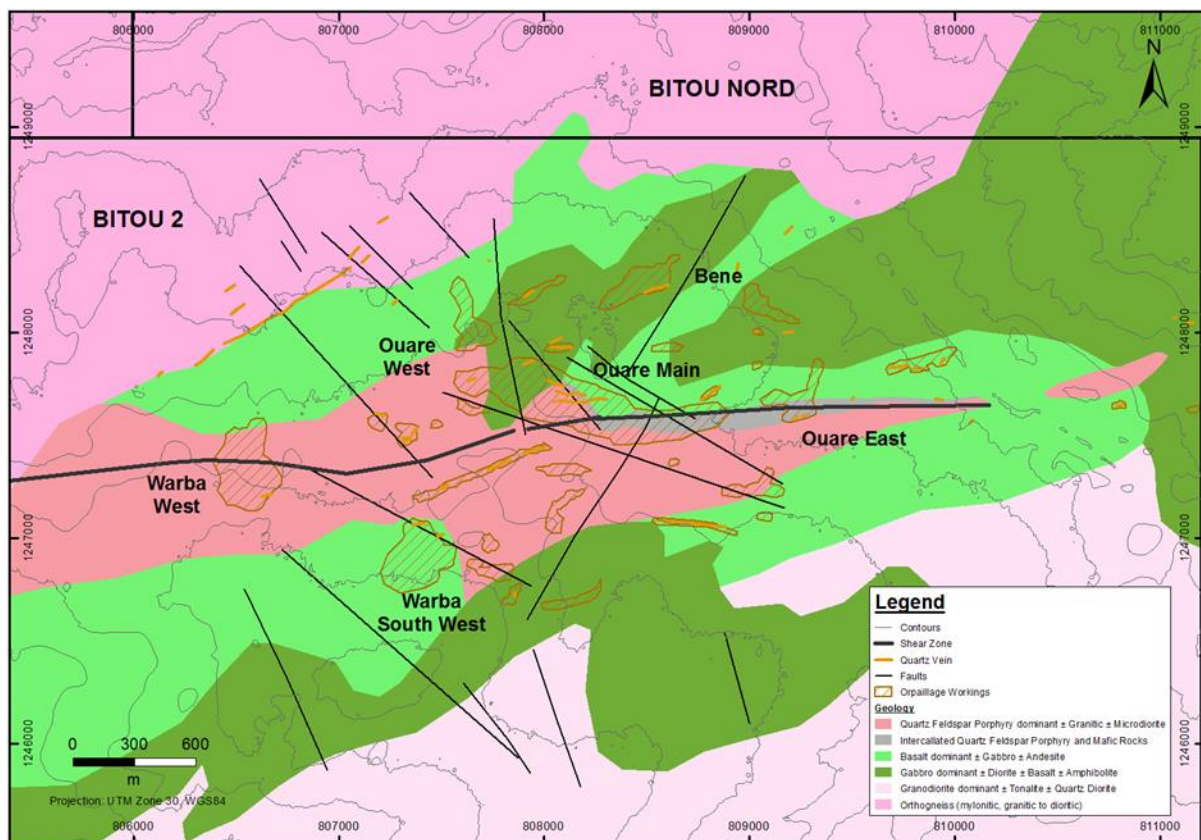 806000 807000 808000 809000 810000 811000
N
BITOU NORD
1249000
1249000
BITOU 2
Bene
1248000
1248000
Ouare
West
Ouare Main
Ouare East
Warba
West
1247000
1247000
Warba
South West
Legend
Contours
Shear Zone
Quartz Vein
Faults
Orpaillage Workings
Geology
Quartz Feldspar Porphyry dominant ± Granitic ± Microdiorite
Intercallated Quartz Feldspar Porphyry and Mafic Rocks
Basalt dominant ± Gabbro ± Andesite
Gabbro dominant ± Diorite ± Basalt ± Amphibolite
Granodiorite dominant ± Tonalite ± Quartz Diorite
Orthogneiss (mylonitic, granitic to dioritic)
1246000
1246000
0 300 600
m
Projection: UTM Zone 30, WGS84
806000 807000 808000 809000 810000 811000